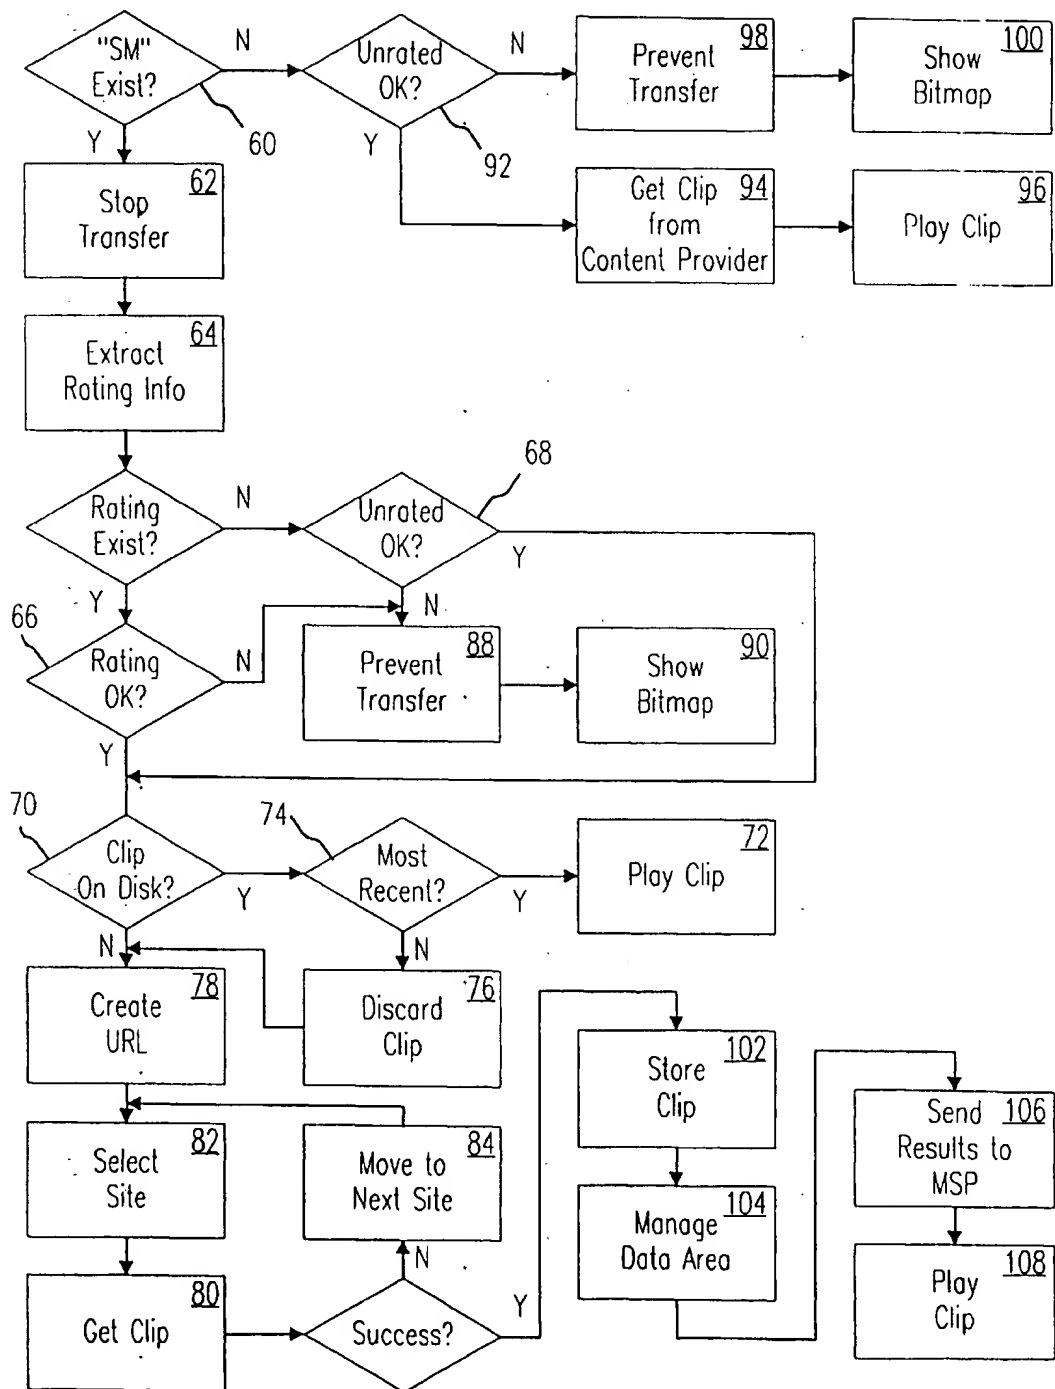 "SM"
Exist?
N
Unrated
OK?
N
98
Prevent
Transfer
100
Show
Bitmap
Y
60
Y
92
62
Stop
Transfer
94
Get Clip
from
Content Provider
96
Play Clip
64
Extract
Rating Info
68
Rating
Exist?
N
Unrated
OK?
Y
Y
N
66
Rating
OK?
N
88
Prevent
Transfer
90
Show
Bitmap
Y
70
Clip
On Disk?
Y
74
Most
Recent?
Y
72
Play Clip
N
N
78
Create
URL
76
Discard
Clip
102
Store
Clip
82
Select
Site
84
Move to
Next Site
104
Manage
Data Area
106
Send
Results to
MSP
N
80
Get Clip
Success?
Y
108
Play
Clip